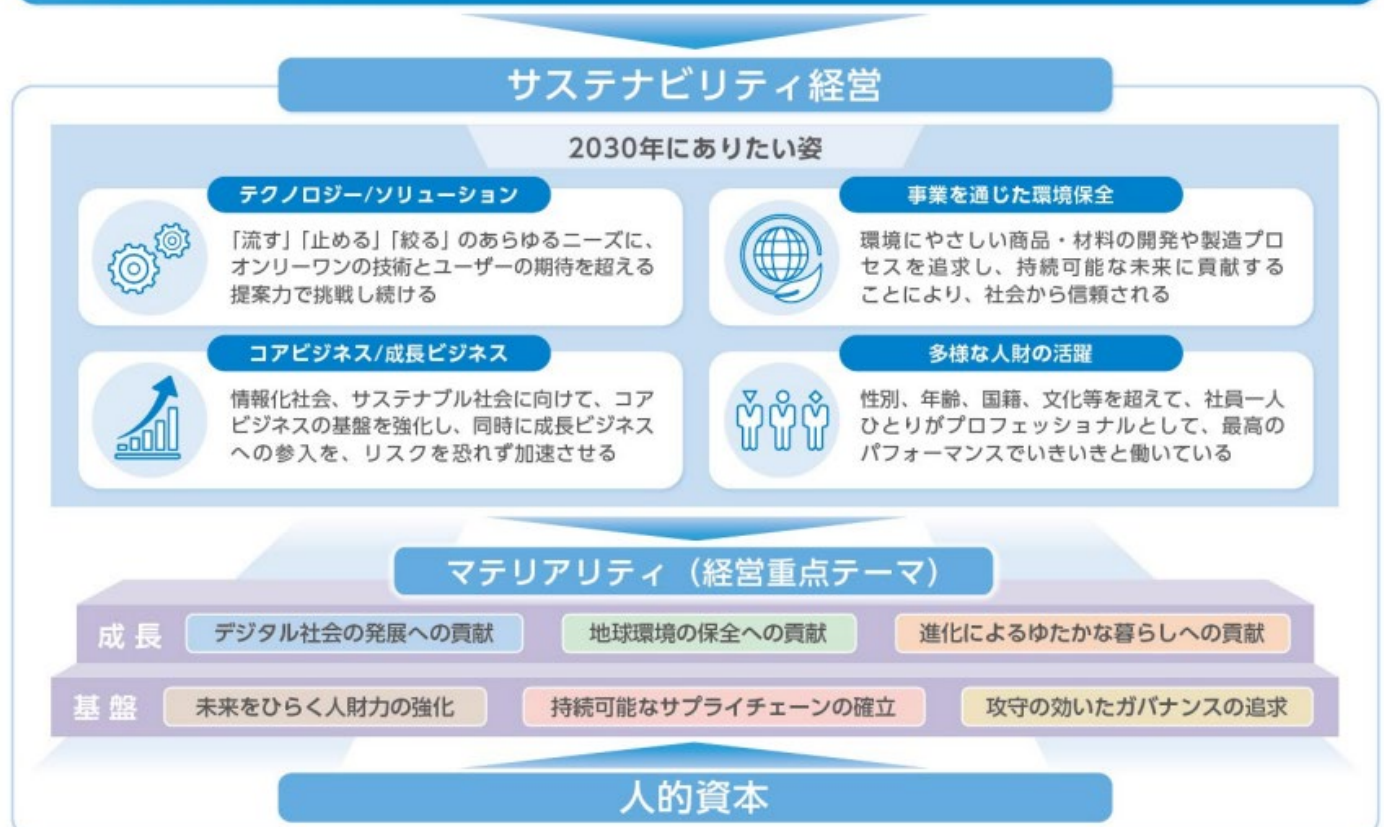 サステナビリティ経営
2030年にありたい姿
テクノロジー/ソリューション
「流す」「止める」「絞る」のあらゆるニーズに、
オンリーワンの技術とユーザーの期待を超える
提案力で挑戦し続ける
事業を通じた環境保全
環境にやさしい商品・材料の開発や製造プロ
セスを追求し、持続可能な未来に貢献する
ことにより、社会から信頼される
コアビジネス/成長ビジネス
情報化社会、サステナブル社会に向けて、コア
ビジネスの基盤を強化し、同時に成長ビジネス
への参入を、リスクを恐れず加速させる
多様な人財の活躍
性別、年齢、国籍、文化等を超えて、社員一人
ひとりがプロフェッショナルとして、最高の
パフォーマンスでいきいきと働いている
マテリアリティ（経営重点テーマ）
成長 デジタル社会の発展への貢献 地球環境の保全への貢献 進化によるゆたかな暮らしへの貢献
基盤 未来をひらく人財力の強化 持続可能なサプライチェーンの確立 攻守の効いたガバナンスの追求
人的資本